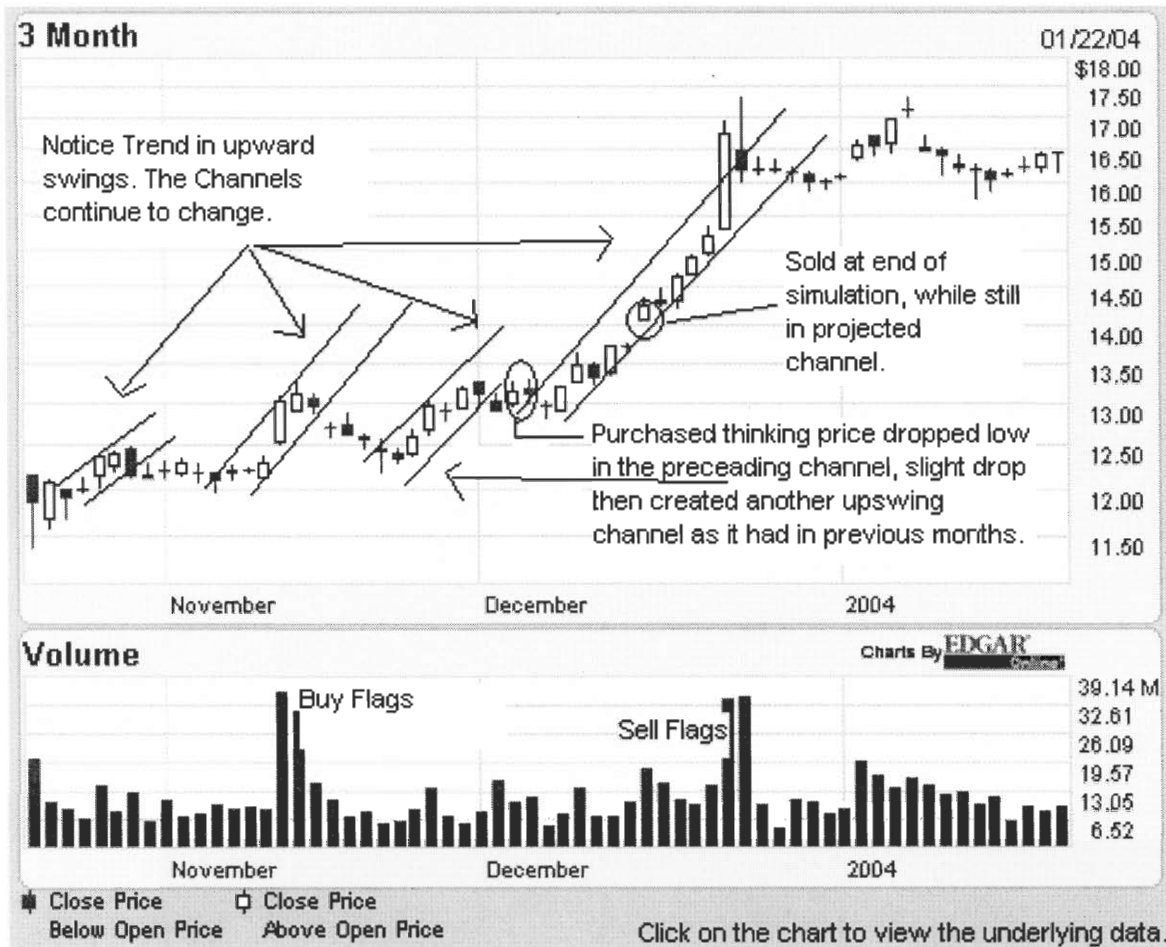 3 Month
01/22/04
$18.00
17.50
17.00
16.50
16.00
15.50
15.00
14.50
14.00
13.50
13.00
12.50
12.00
11.50
Notice Trend in upward
swings. The Channels
continue to change.
Sold at end of
simulation, while still
in projected
channel.
Purchased thinking price dropped low
in the preceading channel, slight drop
then created another upswing
channel as it had in previous months.
November
December
2004
Volume
Charts By EDGAR
Online
39.14 M
32.61
26.09
19.57
13.05
6.52
Buy Flags
Sell Flags
November
December
2004
Close Price
Below Open Price
Close Price
Above Open Price
Click on the chart to view the underlying data